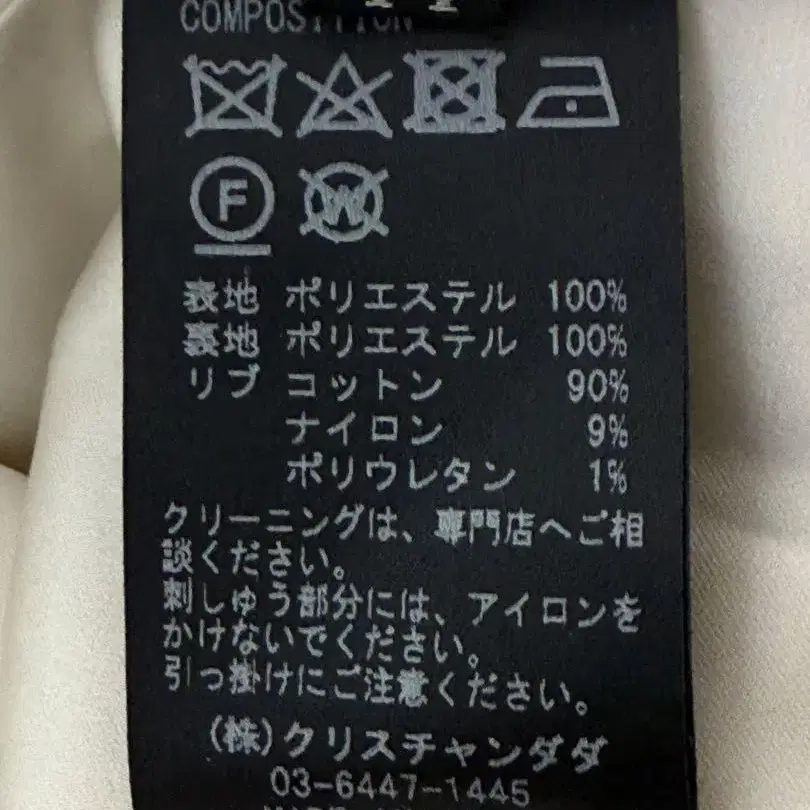 COMPOSITION
F
W
表地 ポリエステル 100%
裏地 ポリエステル 100%
リブ コットン 90%
ナイロン 9%
ポリウレタン 1%
クリーニングは、専門店へご相
談ください。
刺しゅう部分には、アイロンを
かけないでください。
引っ掛けにご注意ください。
(株)クリスチャンダダ
03-6447-1445